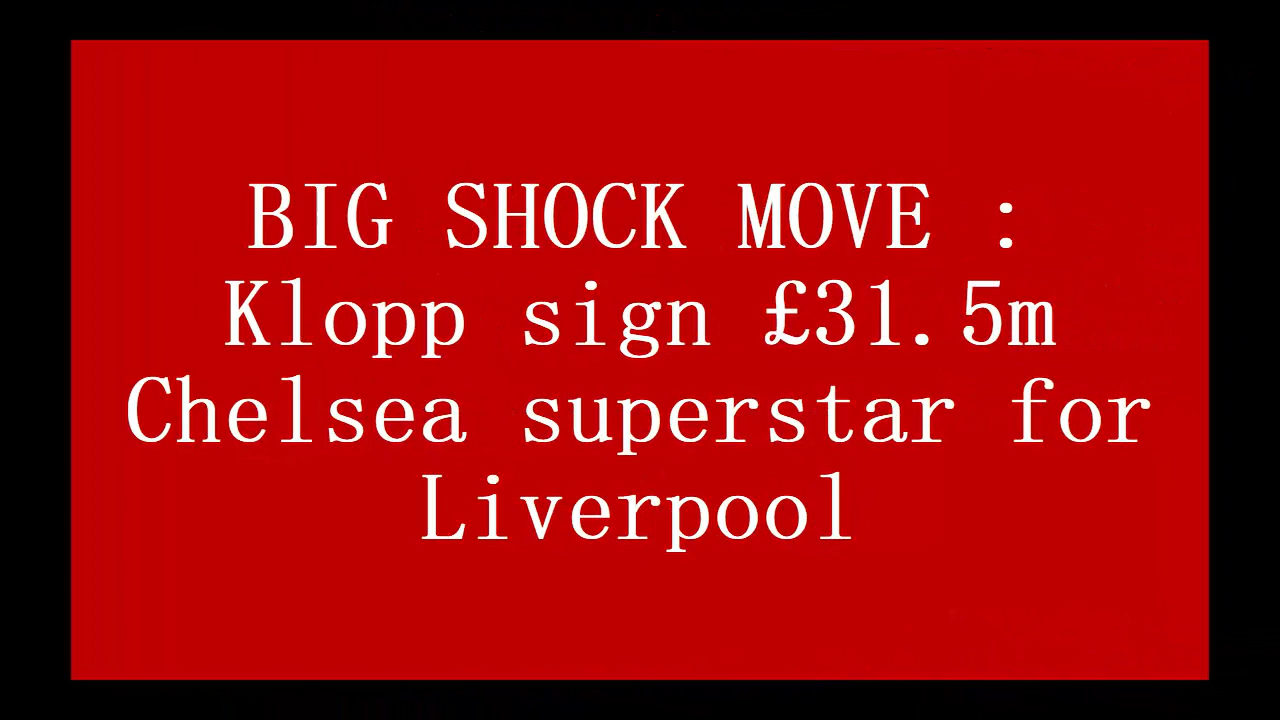 BIG SHOCK MOVE :
Klopp sign £31.5m
Chelsea superstar for
Liverpool